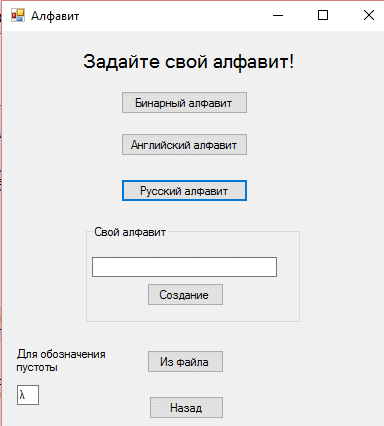 Алфавит
Задайте свой алфавит!
Бинарный алфавит
Английский алфавит
Русский алфавит
Свой алфавит
Создание
Для обозначения
пустоты
Из файла
λ
Назад